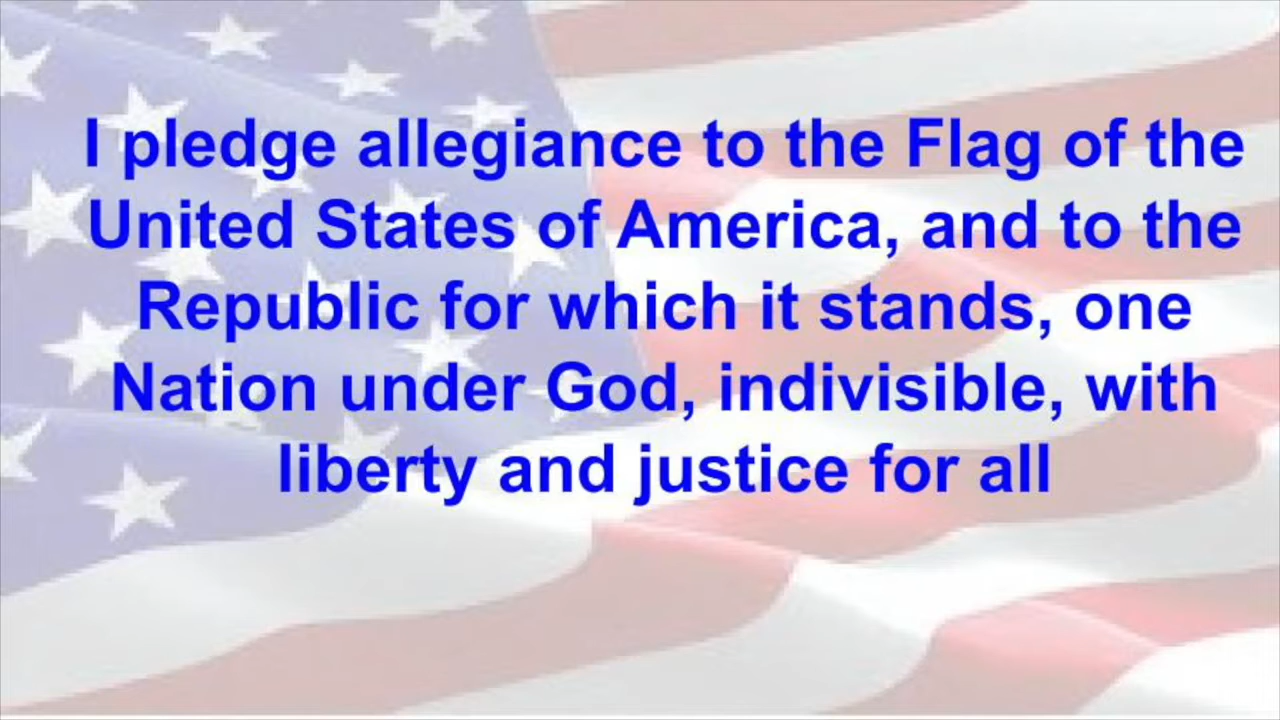 I pledge allegiance to the Flag of the
United States of America, and to the
Republic for which it stands, one
Nation under God, indivisible, with
liberty and justice for all